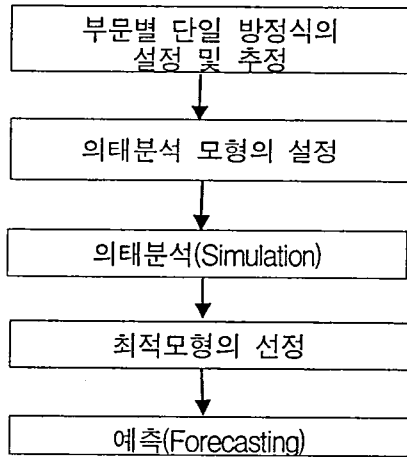 부문별 단일 방정식의
설정 및 추정
의태분석 모형의 설정
의태분석(Simulation)
최적모형의 선정
예측(Forecasting)